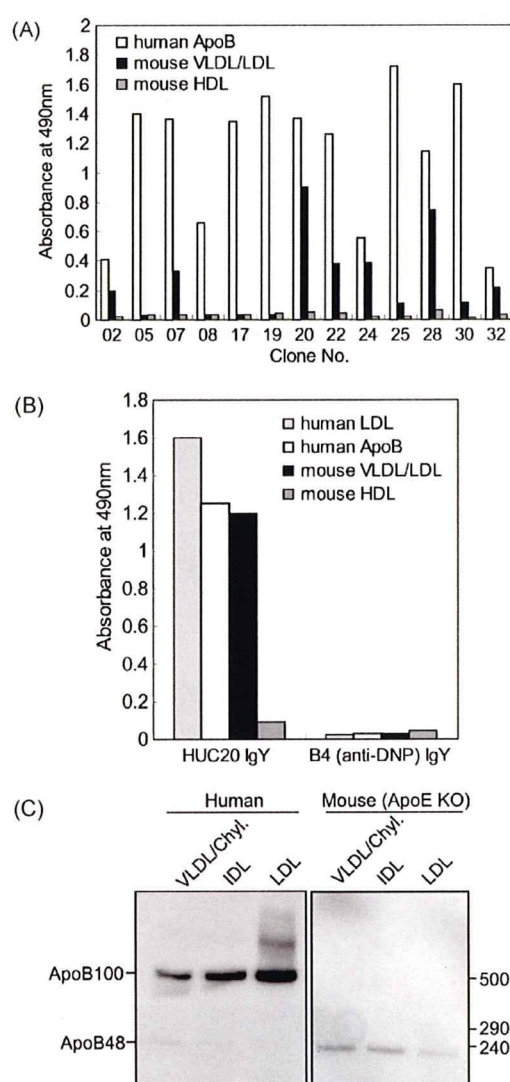 (A)
human ApoB
mouse VLDL/LDL
mouse HDL
Absorbance at 490nm
2
1.8
1.6
1.4
1.2
1
0.8
0.6
0.4
0.2
0
02 05 07 08 17 19 20 22 24 25 28 30 32
Clone No.
(B)
human LDL
human ApoB
mouse VLDL/LDL
mouse HDL
Absorbance at 490nm
1.8
1.6
1.4
1.2
1
0.8
0.6
0.4
0.2
0
HUC20 IgY B4 (anti-DNP) IgY
(C)
Human Mouse (ApoE KO)
VLDL/Chyl. IDL LDL VLDL/Chyl. IDL LDL
ApoB100 500
290
ApoB48 240